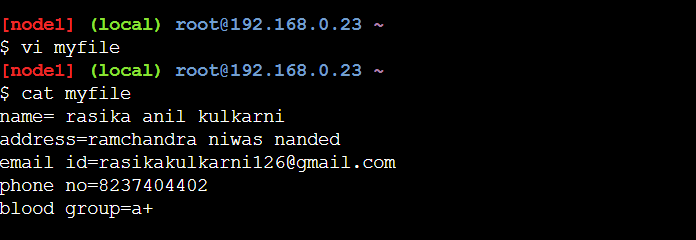 [node1] (local) root@192.168.0.23 ~
$ vi myfile
[node1] (local) root@192.168.0.23 ~
$ cat myfile
name= rasika anil kulkarni
address=ramchandra niwas nanded
email id=rasikakulkarni126@gmail.com
phone no=8237404402
blood group=a+